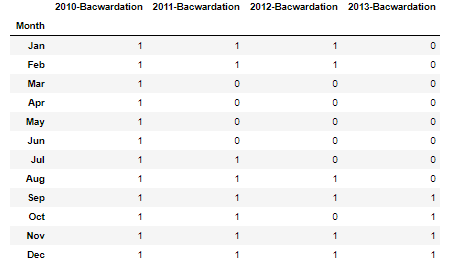 2010-Bacwardation 2011-Bacwardation 2012-Bacwardation 2013-Bacwardation
Month
Jan 1 1 1 0
Feb 1 1 1 0
Mar 1 0 0 0
Apr 1 0 0 0
May 1 0 0 0
Jun 1 0 0 0
Jul 1 1 0 0
Aug 1 1 1 0
Sep 1 1 1 1
Oct 1 1 0 1
Nov 1 1 1 1
Dec 1 1 1 1